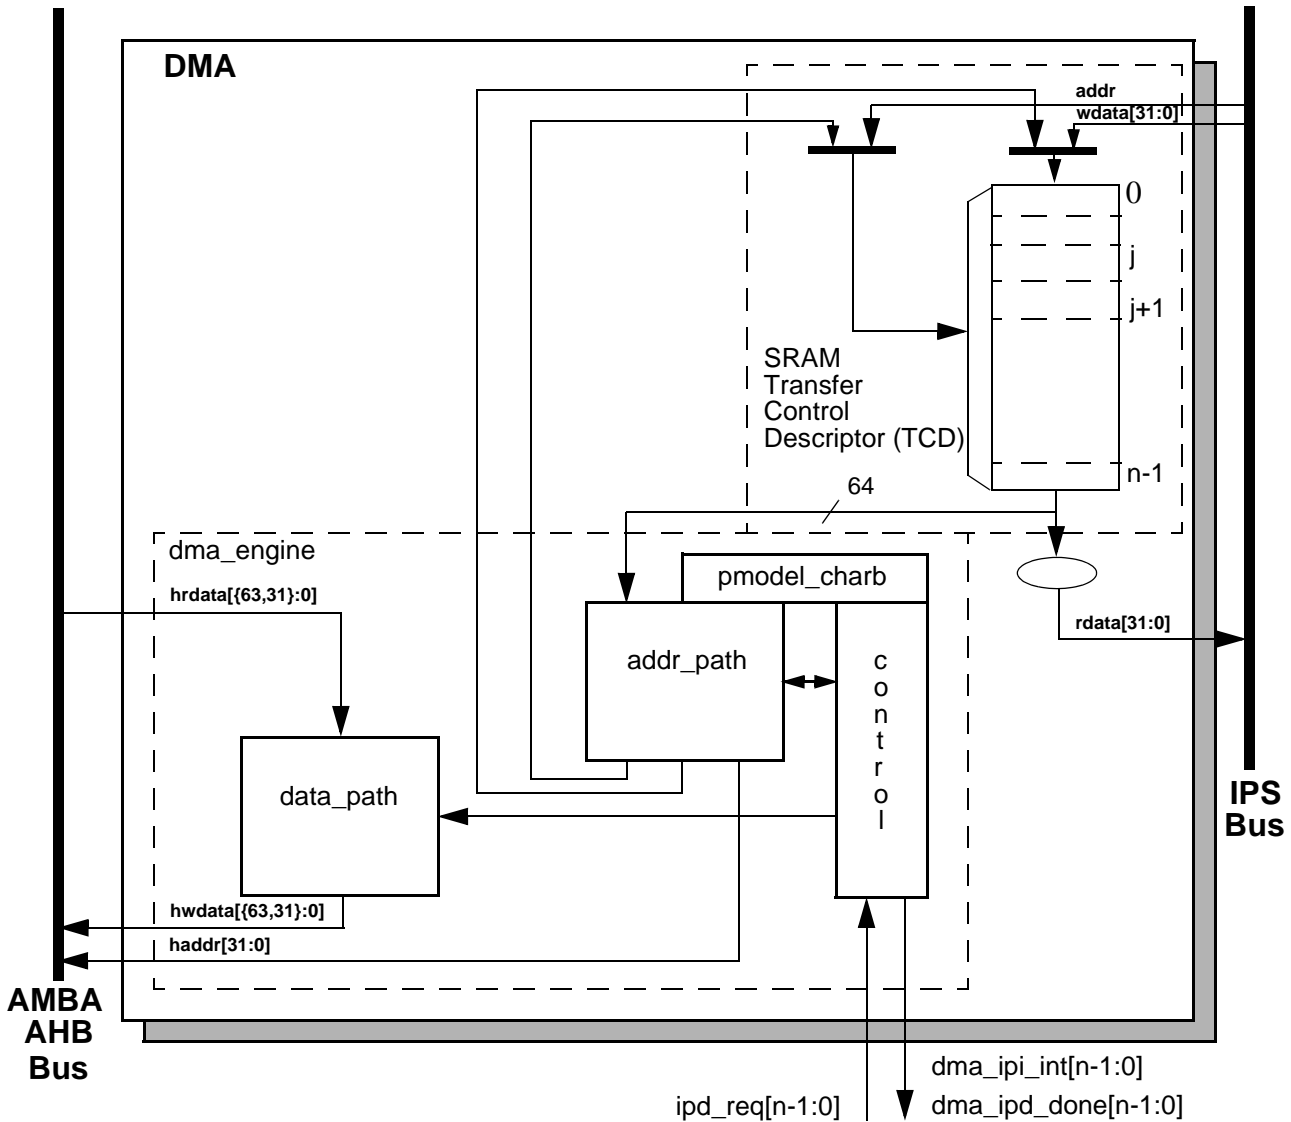 DMA
addr
wdata[31:0]
0
j
j+1
SRAM
Transfer
Control
Descriptor (TCD)
n-1
64
dma_engine
hrdata[{63,31}:0]
pmodel_charb
addr_path
control
rdata[31:0]
data_path
IPS
Bus
hwdata[{63,31}:0]
haddr[31:0]
AMBA
AHB
Bus
dma_ipi_int[n-1:0]
ipd_req[n-1:0]
dma_ipd_done[n-1:0]